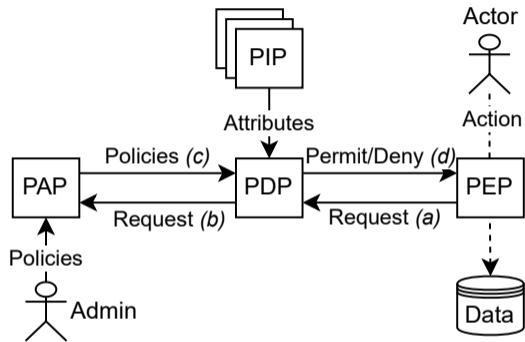 Actor
PIP
Attributes
Action
Policies (c)
Permit/Deny (d)
PAP
PDP
PEP
Request (b)
Request (a)
Policies
Admin
Data